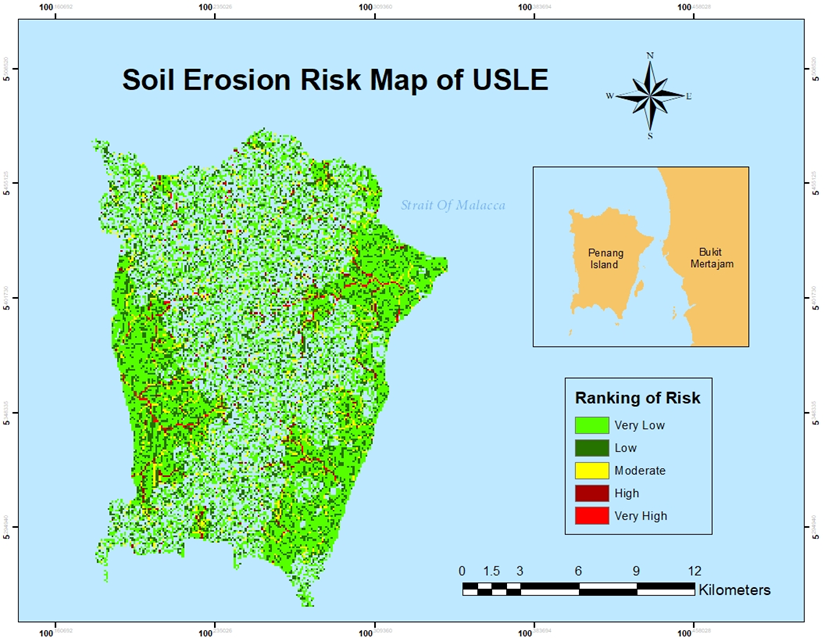 Soil Erosion Risk Map of USLE
N
W
E
S
Strait Of Malacca
Penang
Island
Bukit
Mertajam
Ranking of Risk
Very Low
Low
Moderate
High
Very High
0 1.5 3 6 9 12
Kilometers